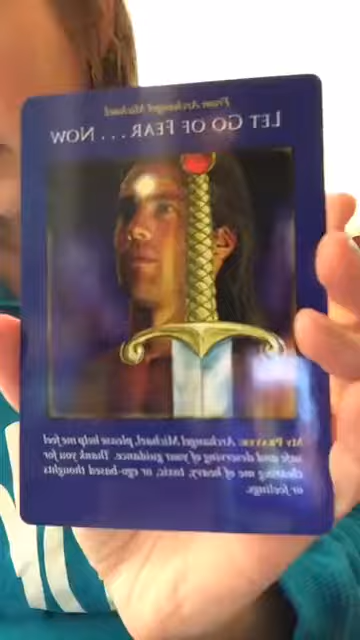 From Archangel Michael
LET GO OF FEAR . . . NOW
MY PRAYER: Archangel Michael, please help me feel
safe and deserving of your guidance. Thank you for
clearing me of heavy, toxic, or ego-based thoughts
or feelings.